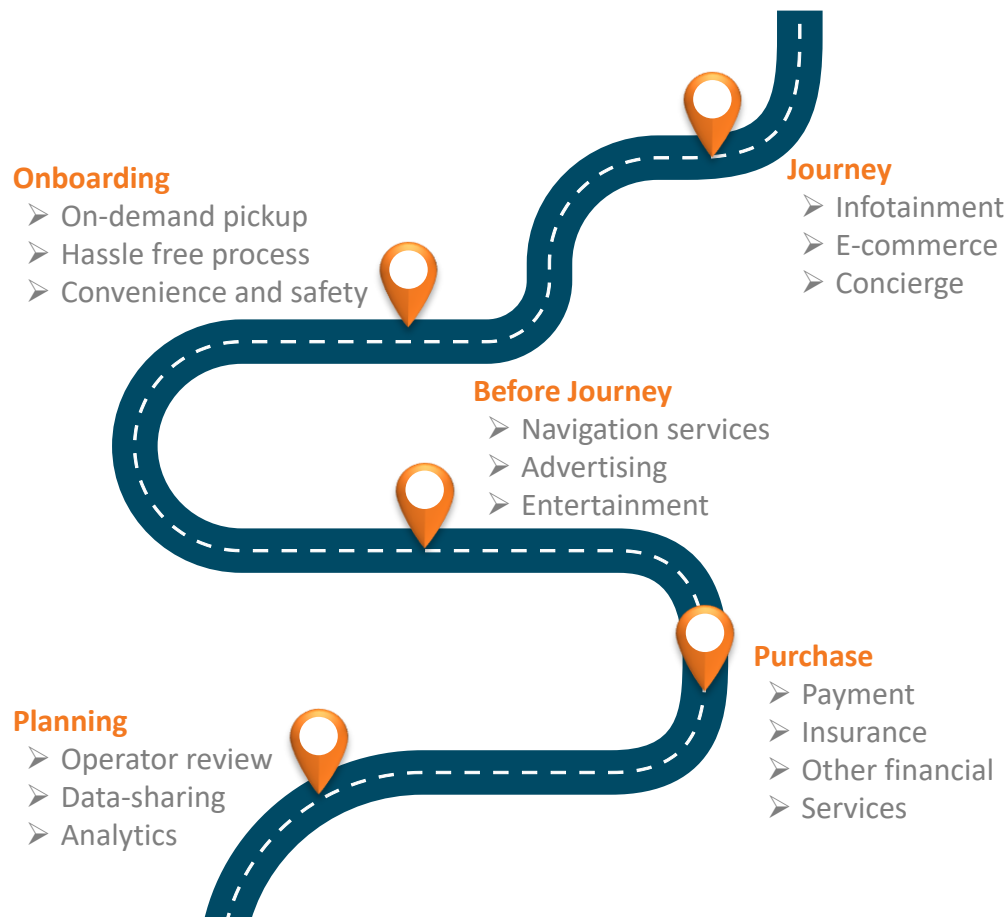 Onboarding
On-demand pickup
Hassle free process
Convenience and safety
Journey
Infotainment
E-commerce
Concierge
Before Journey
Navigation services
Advertising
Entertainment
Purchase
Payment
Insurance
Other financial
Services
Planning
Operator review
Data-sharing
Analytics